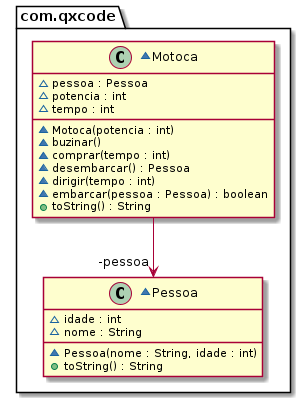 com.qxcode
C Motoca
pessoa : Pessoa
potencia : int
tempo : int
Motoca(potencia : int)
buzinar()
comprar(tempo : int)
desembarcar() : Pessoa
dirigir(tempo : int)
embarcar(pessoa : Pessoa) : boolean
toString() : String
-pessoa
C Pessoa
idade : int
nome : String
Pessoa(nome : String, idade : int)
toString() : String